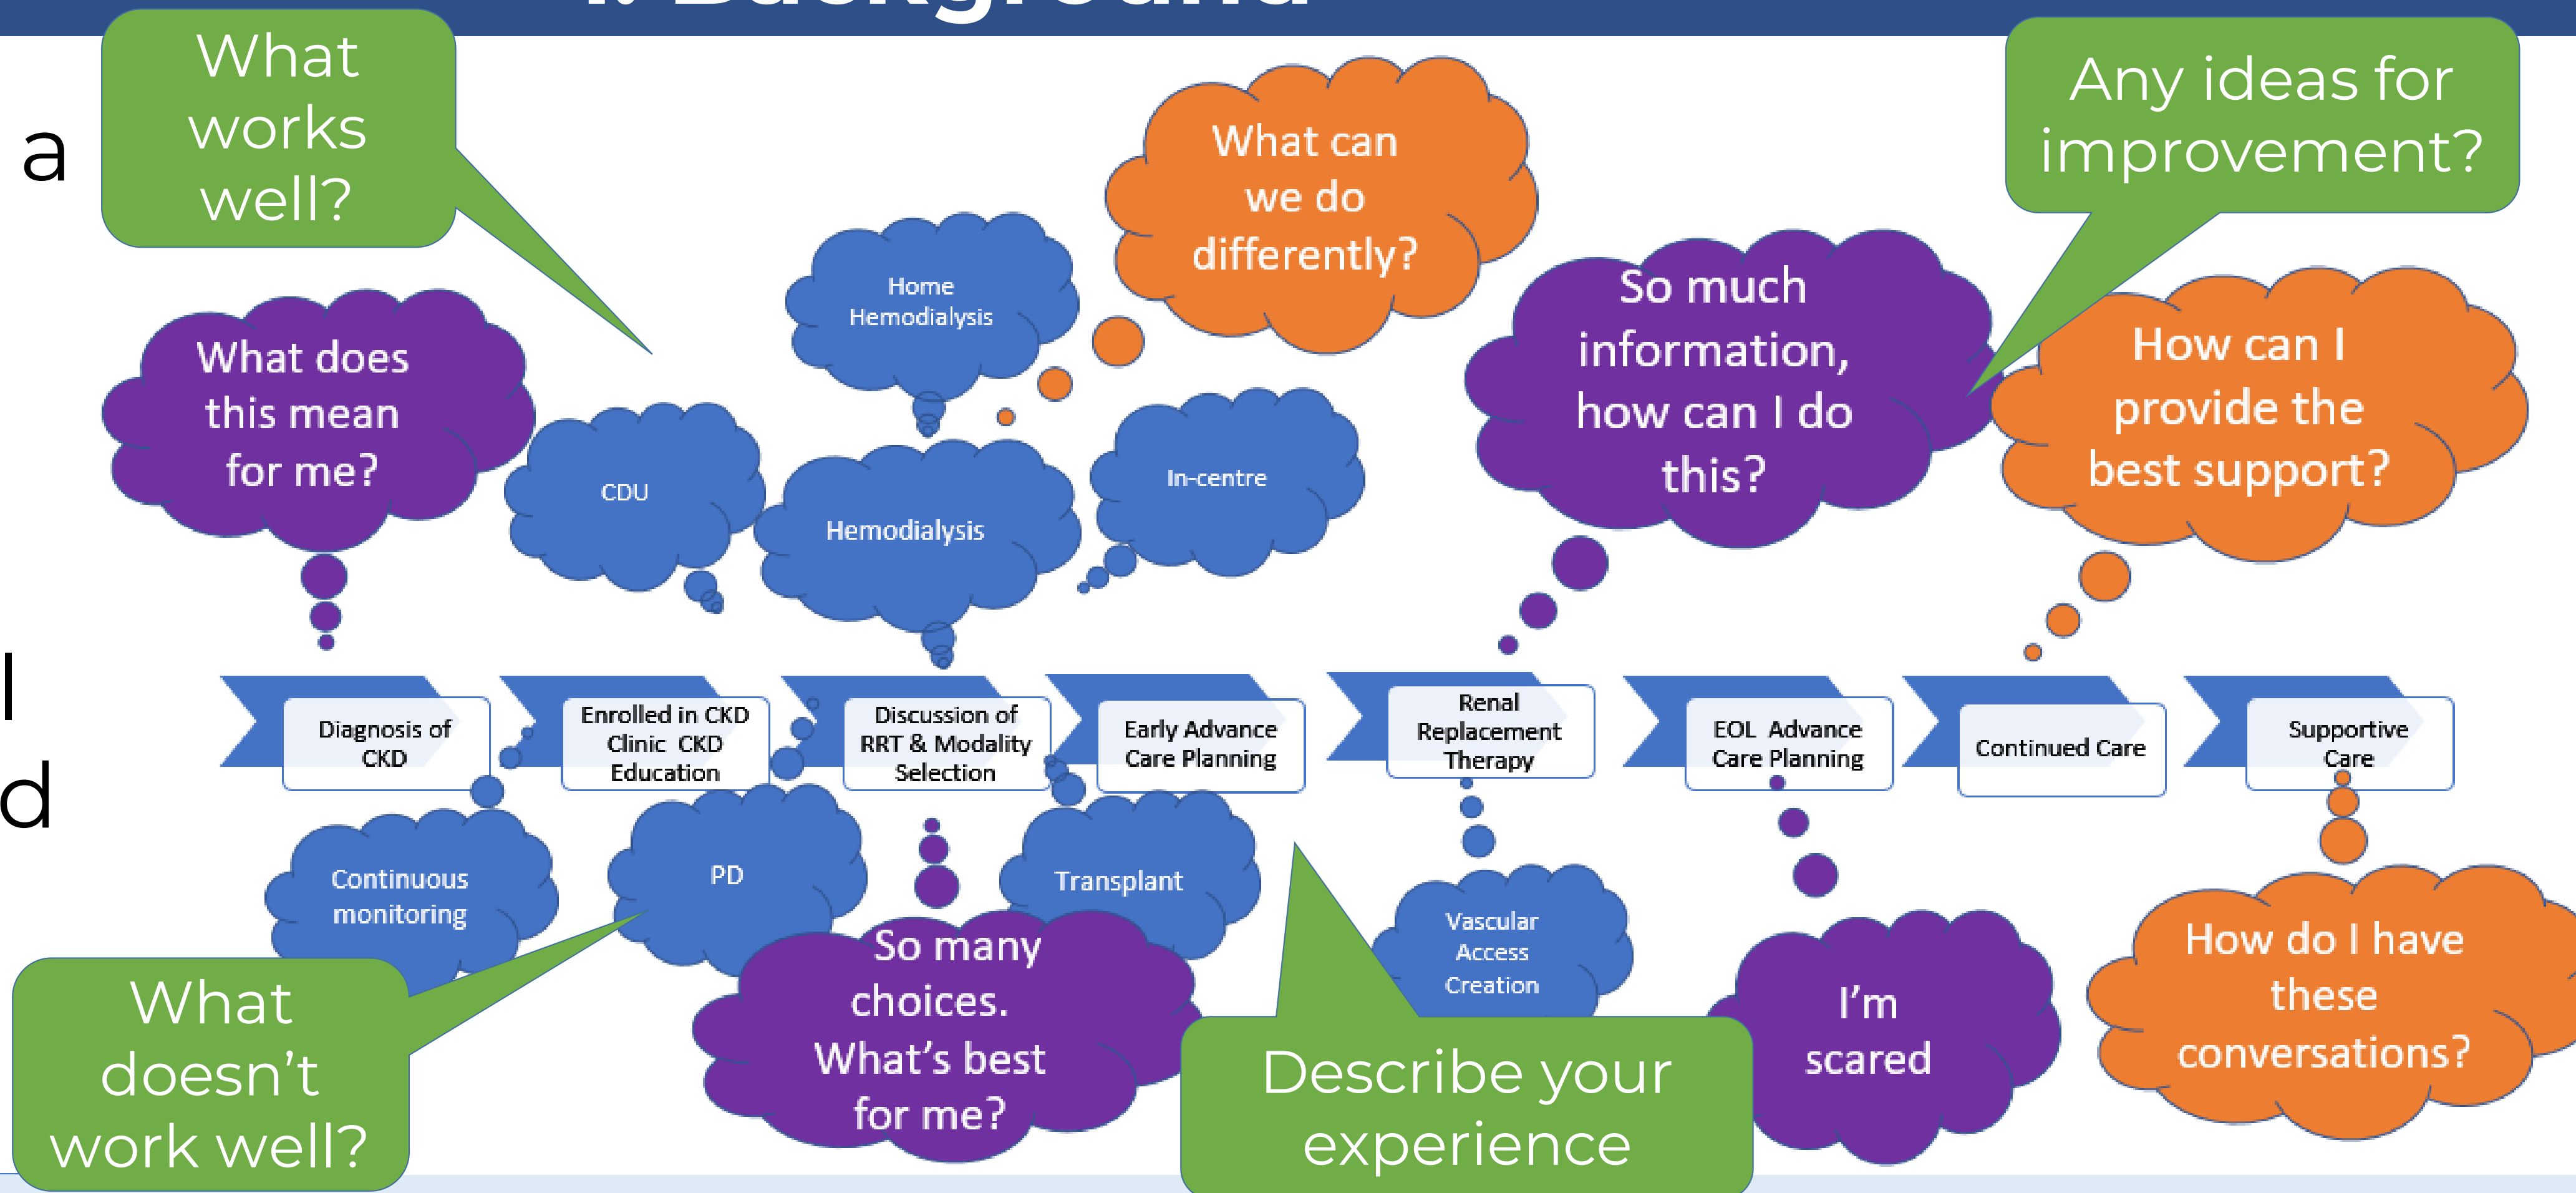 1. Background
a
l
d
What
works
well?
Any ideas for
improvement?
What can
we do
differently?
Home
Hemodialysis
So much
information,
how can I do
this?
How can I
provide the
best support?
What does
this mean
for me?
CDU
Hemodialysis
In-centre
Diagnosis of
CKD
Enrolled in CKD
Clinic CKD
Education
Discussion of
RRT & Modality
Selection
Early Advance
Care Planning
Renal
Replacement
Therapy
EOL Advance
Care Planning
Continued Care
Supportive
Care
Continuous
monitoring
PD
Transplant
Vascular
Access
Creation
So many
choices.
What's best
for me?
I'm
scared
How do I have
these
conversations?
What
doesn't
work well?
Describe your
experience